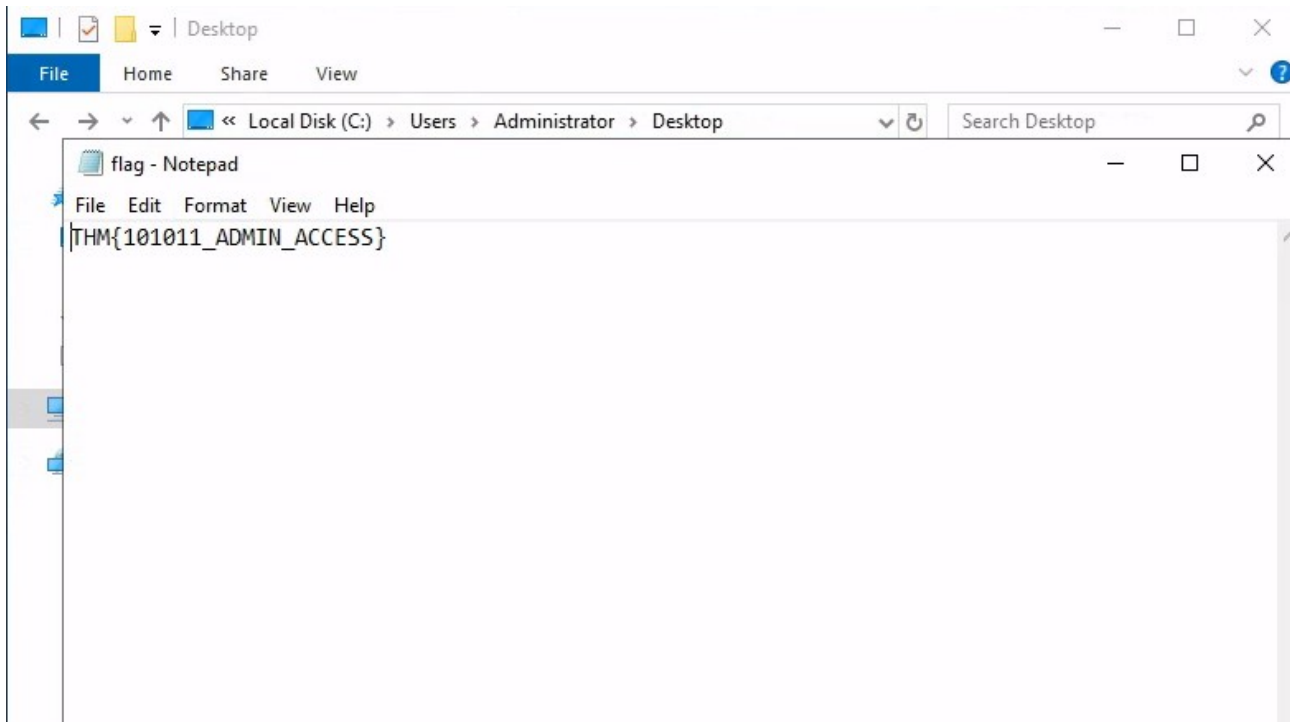 Desktop
File Home Share View
« Local Disk (C:) › Users › Administrator › Desktop Search Desktop
flag - Notepad
File Edit Format View Help
THM{101011_ADMIN_ACCESS}